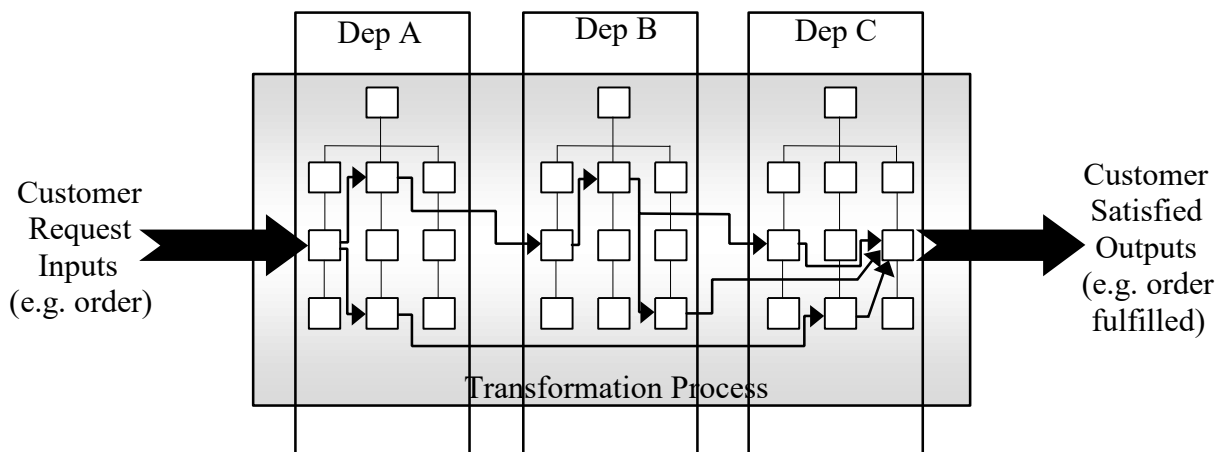 Dep A
Dep B
Dep C
Customer
Request
Inputs
(e.g. order)
Customer
Satisfied
Outputs
(e.g. order
fulfilled)
Transformation Process